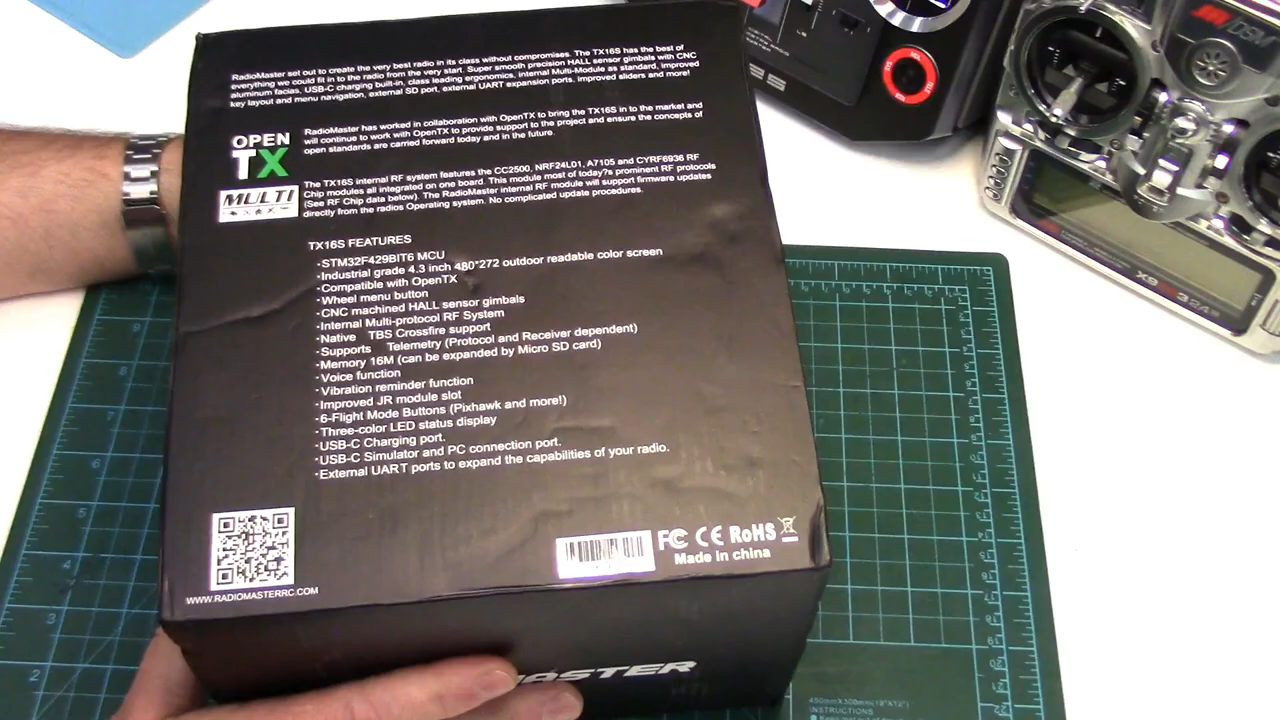 RadioMaster set out to create the very best radio in its class without compromises. The TX16S has the best of
everything we could fit in to the radio from the very start. Super smooth precision HALL sensor gimbals with CNC
aluminum facias, USB-C charging built-in, class leading ergonomics, internal Multi-Module as standard, improved
key layout and menu navigation, external SD port, external UART expansion ports, improved sliders and more!
OPEN
TX
RadioMaster has worked in collaboration with OpenTX to bring the TX16S in to the market and
will continue to work with OpenTX to provide support to the project and ensure the concepts of
open standards are carried forward today and in the future.
MULTI
The TX16S internal RF system features the CC2500, NRF24L01, A7105 and CYRF6936 RF
Chip modules all integrated on one board. This module most of today?s prominent RF protocols
(See RF Chip data below). The RadioMaster internal RF module will support firmware updates
directly from the radios Operating system. No complicated update procedures.
TX16S FEATURES
·STM32F429BIT6 MCU
·Industrial grade 4.3 inch 480*272 outdoor readable color screen
·Compatible with OpenTX
·Wheel menu button
·CNC machined HALL sensor gimbals
·Internal Multi-protocol RF System
·Native TBS Crossfire support
·Supports Telemetry (Protocol and Receiver dependent)
·Memory 16M (can be expanded by Micro SD card)
·Voice function
·Vibration reminder function
·Improved JR module slot
·6-Flight Mode Buttons (Pixhawk and more!)
·Three-color LED status display
·USB-C Charging port.
·USB-C Simulator and PC connection port.
·External UART ports to expand the capabilities of your radio.
WWW.RADIOMASTERRC.COM
FC CE RoHS
Made in china
MASTER
DSM
X9
9
8
7
6
5
4
3
2
450mmX300mm(18"X12")
INSTRUCTIONS